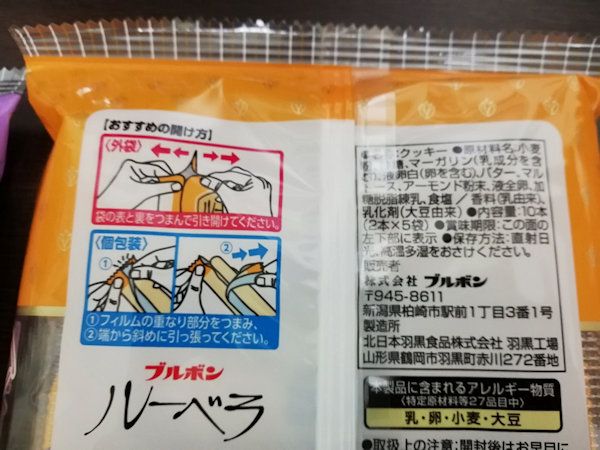 【おすすめの開け方】
〈外袋〉
袋の表と裏をつまんで引き開けてください。
〈個包装〉
① ②
①フィルムの重なり部分をつまみ、
②端から斜めに引っ張ってください。
ブルボン
ルーベラ
クッキー ●原材料名:小麦
、マーガリン(乳成分を含
液卵白(卵を含む)、バター、マル
ース、アーモンド粉末、液全卵、加
糖脱脂練乳、食塩/香料(乳由来)、
乳化剤(大豆由来) ●内容量:10本
(2本×5袋) ●賞味期限:この面の
左下部に表示 ●保存方法:直射日
高温多湿をおさけください。
販売者
株式会社 ブルボン
〒945-8611
新潟県柏崎市駅前1丁目3番1号
製造所
北日本羽黒食品株式会社 羽黒工場
山形県鶴岡市羽黒町赤川272番地
本製品に含まれるアレルギー物質
(特定原材料等27品目中)
乳・卵・小麦・大豆
●取扱上の注意:開封後はお早目に